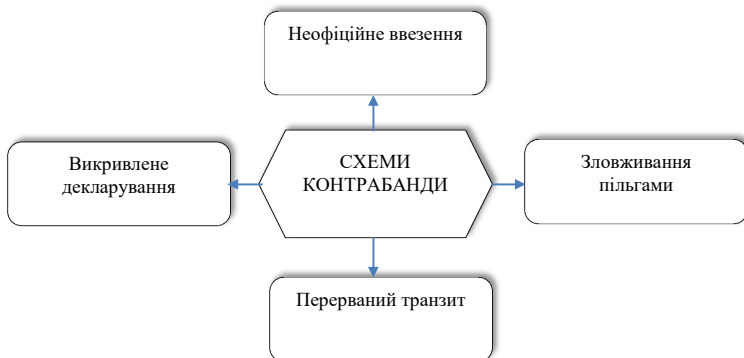 Неофіційне ввезення
Викривлене
декларування
СХЕМИ
КОНТРАБАНДИ
Зловживання
пільгами
Перерваний транзит